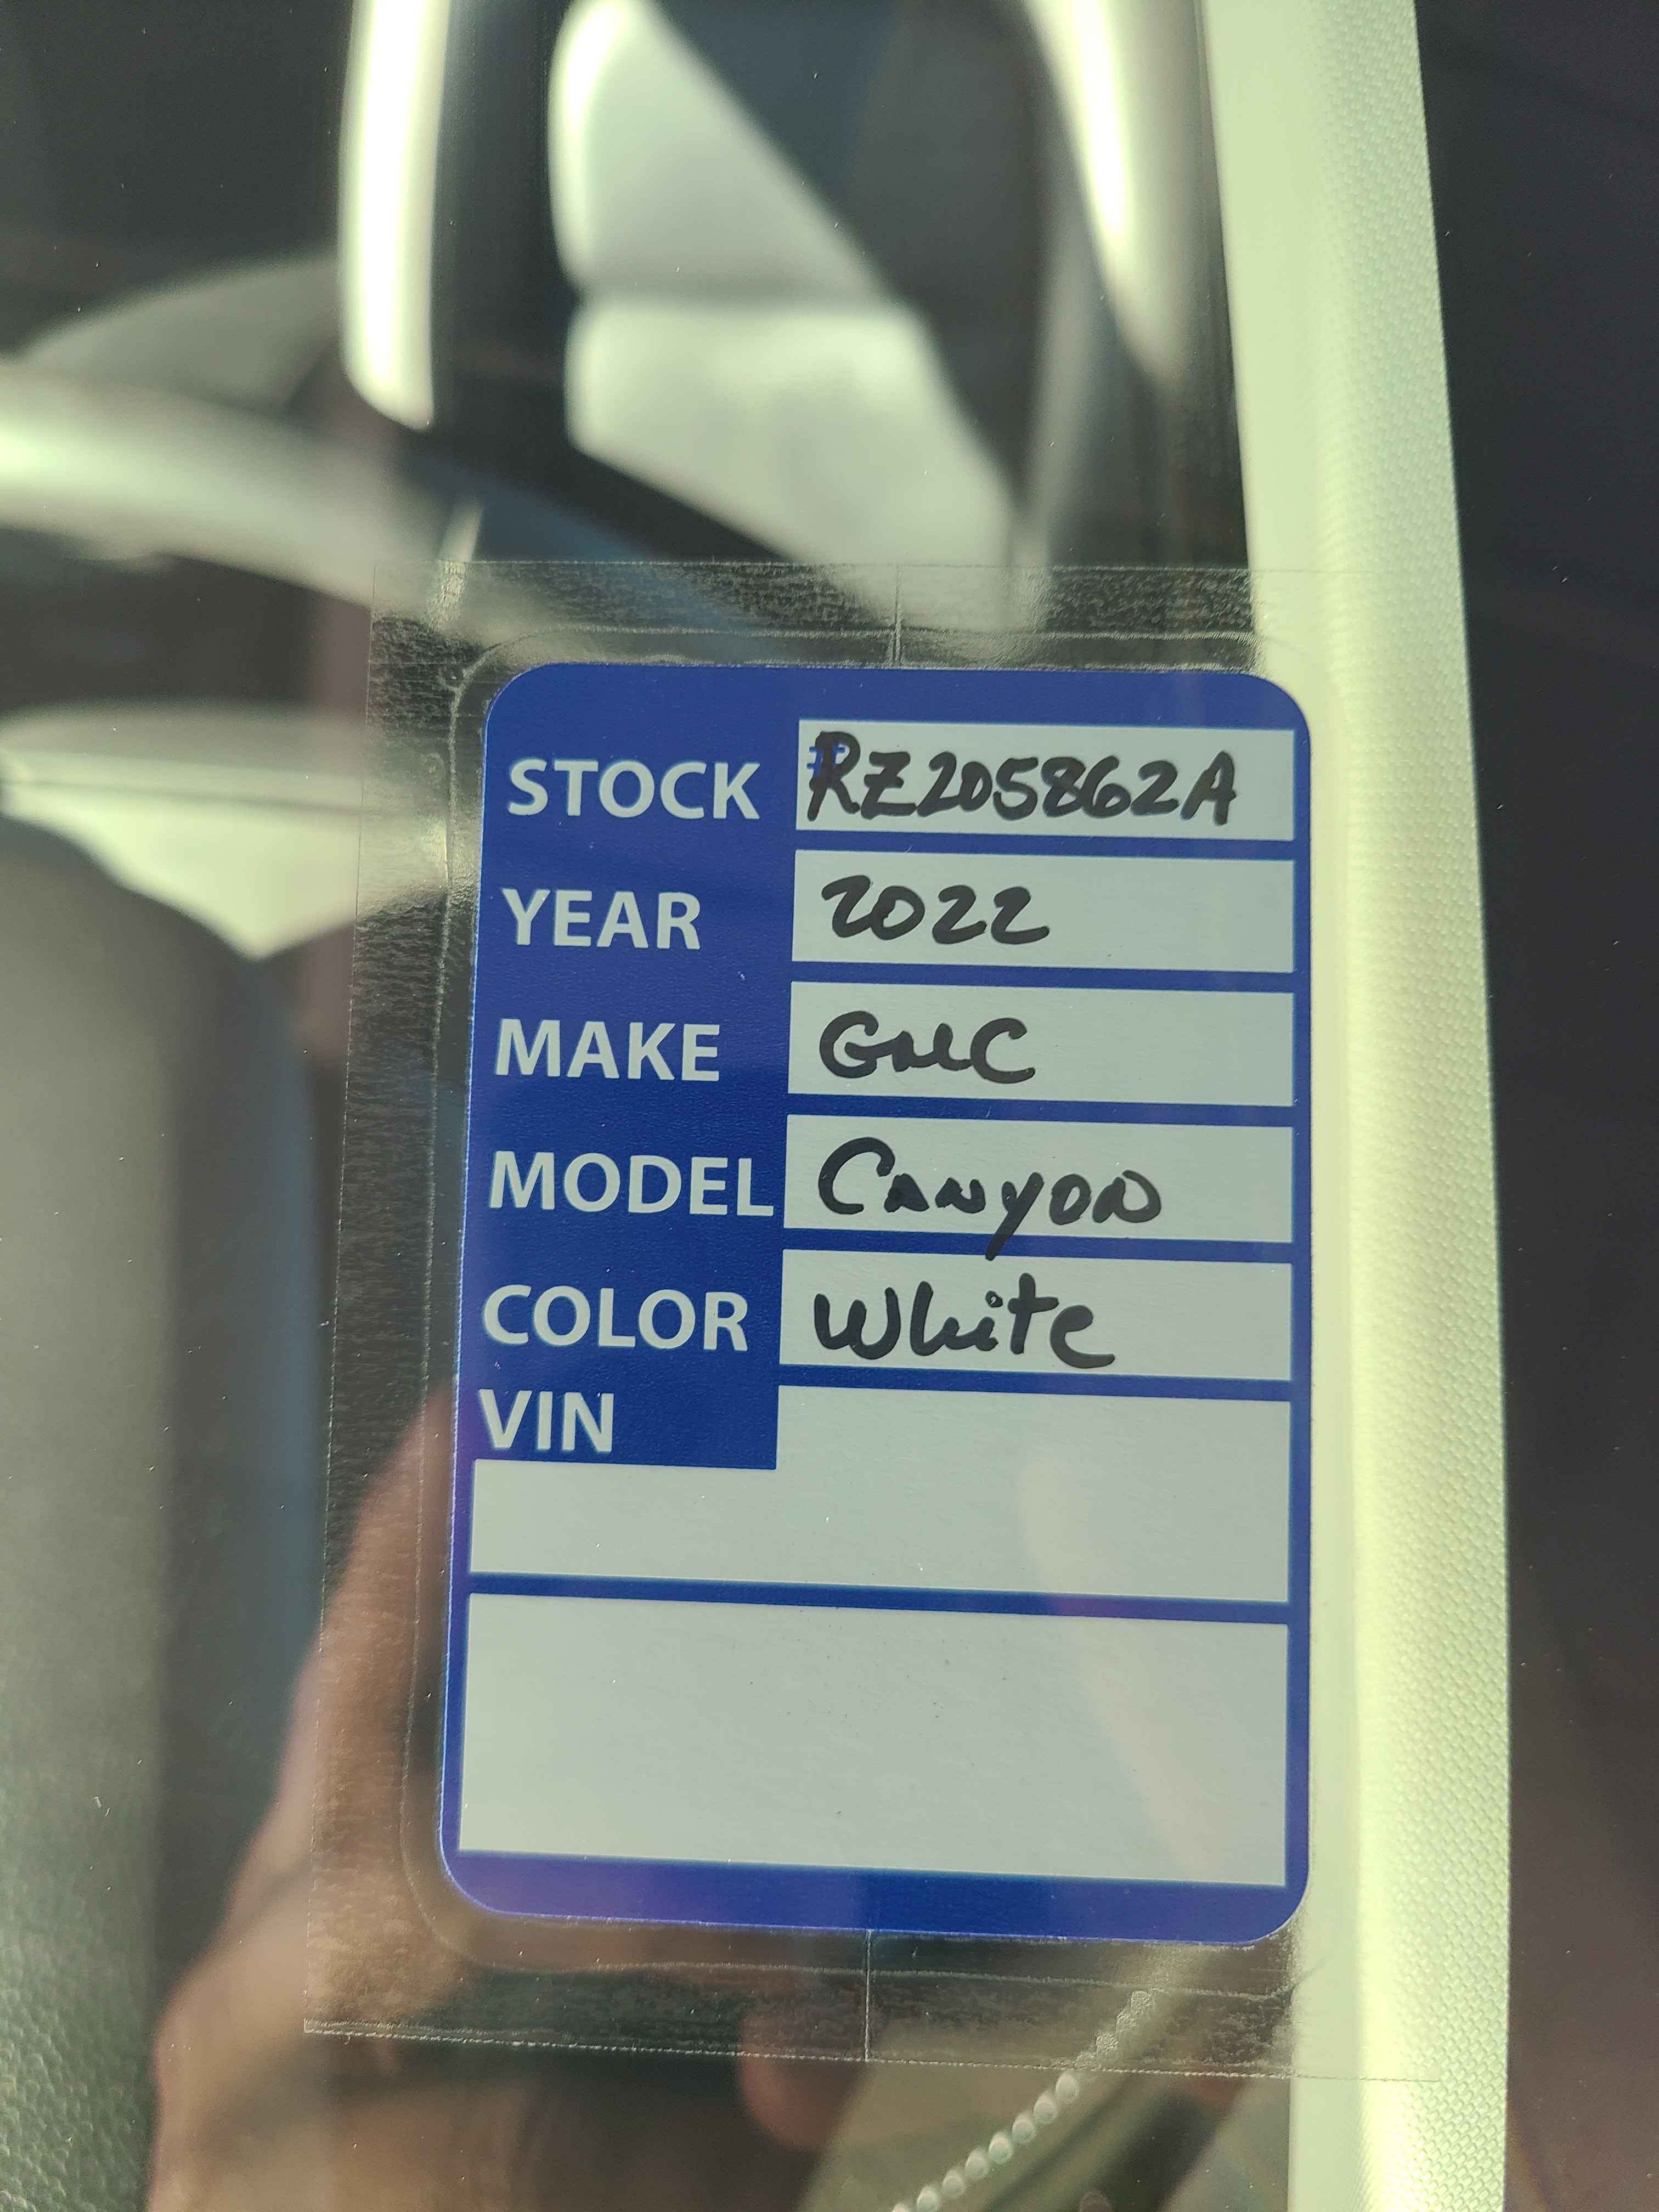 STOCK #RZ205862A
YEAR 2022
MAKE GMC
MODEL Canyon
COLOR White
VIN